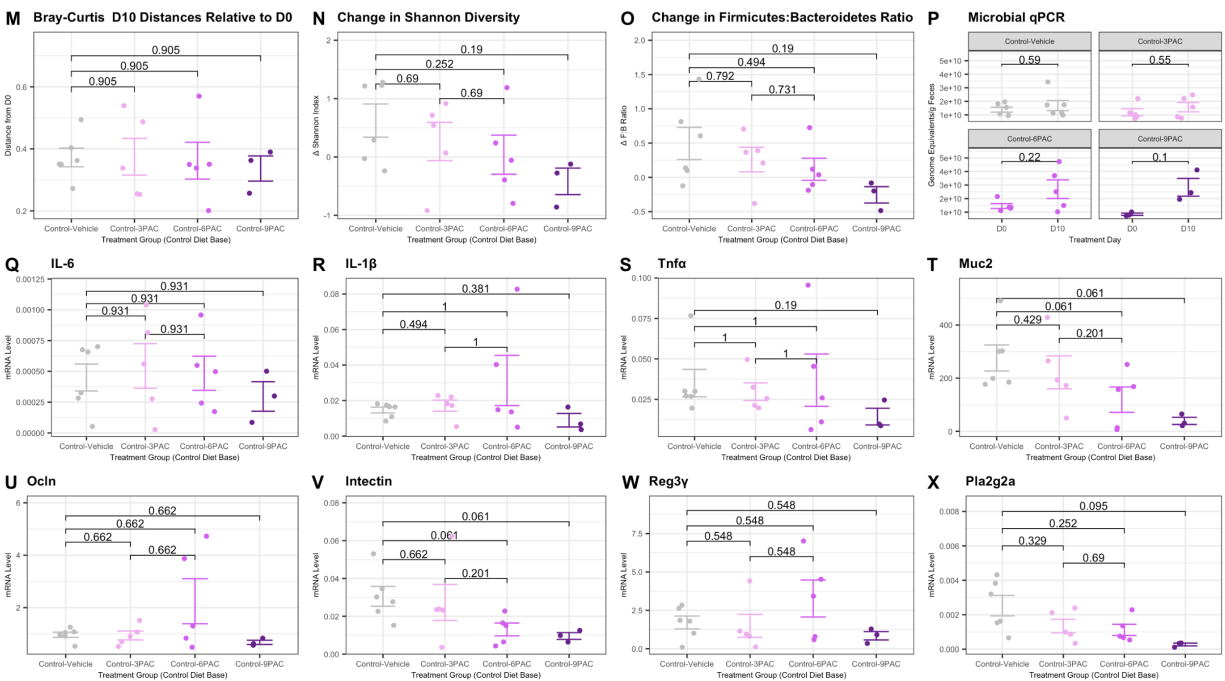 M Bray-Curtis D10 Distances Relative to D0
0.905
0.905
0.905
0.6
0.4
0.2
Distance from D0
Control-Vehicle Control-3PAC Control-6PAC Control-9PAC
Treatment Group (Control Diet Base)
N Change in Shannon Diversity
0.19
0.252
0.69
0.69
1
0
-1
Δ Shannon Index
Control-Vehicle Control-3PAC Control-6PAC Control-9PAC
Treatment Group (Control Diet Base)
O Change in Firmicutes:Bacteroidetes Ratio
0.19
0.494
0.792
0.731
1.5
1.0
0.5
0.0
-0.5
Δ F:B Ratio
Control-Vehicle Control-3PAC Control-6PAC Control-9PAC
Treatment Group (Control Diet Base)
P Microbial qPCR
Control-Vehicle Control-3PAC
0.59 0.55
5e+10
4e+10
3e+10
2e+10
1e+10
Control-6PAC Control-9PAC
0.22 0.1
5e+10
4e+10
3e+10
2e+10
1e+10
Genome Equivalents/g Feces
D0 D10 D0 D10
Treatment Day
Q IL-6
0.931
0.931
0.931
0.931
0.00125
0.00100
0.00075
0.00050
0.00025
0.00000
mRNA Level
Control-Vehicle Control-3PAC Control-6PAC Control-9PAC
Treatment Group (Control Diet Base)
R IL-1β
0.381
1
0.494
1
0.08
0.06
0.04
0.02
0.00
mRNA Level
Control-Vehicle Control-3PAC Control-6PAC Control-9PAC
Treatment Group (Control Diet Base)
S Tnfα
0.19
1
1
1
0.100
0.075
0.050
0.025
mRNA Level
Control-Vehicle Control-3PAC Control-6PAC Control-9PAC
Treatment Group (Control Diet Base)
T Muc2
0.061
0.061
0.429
0.201
400
200
0
mRNA Level
Control-Vehicle Control-3PAC Control-6PAC Control-9PAC
Treatment Group (Control Diet Base)
U Ocln
0.662
0.662
0.662
0.662
6
4
2
mRNA Level
Control-Vehicle Control-3PAC Control-6PAC Control-9PAC
Treatment Group (Control Diet Base)
V Intectin
0.061
0.061
0.662
0.201
0.08
0.06
0.04
0.02
0.00
mRNA Level
Control-Vehicle Control-3PAC Control-6PAC Control-9PAC
Treatment Group (Control Diet Base)
W Reg3γ
0.548
0.548
0.548
0.548
7.5
5.0
2.5
0.0
mRNA Level
Control-Vehicle Control-3PAC Control-6PAC Control-9PAC
Treatment Group (Control Diet Base)
X Pla2g2a
0.095
0.252
0.329
0.69
0.008
0.006
0.004
0.002
0.000
mRNA Level
Control-Vehicle Control-3PAC Control-6PAC Control-9PAC
Treatment Group (Control Diet Base)